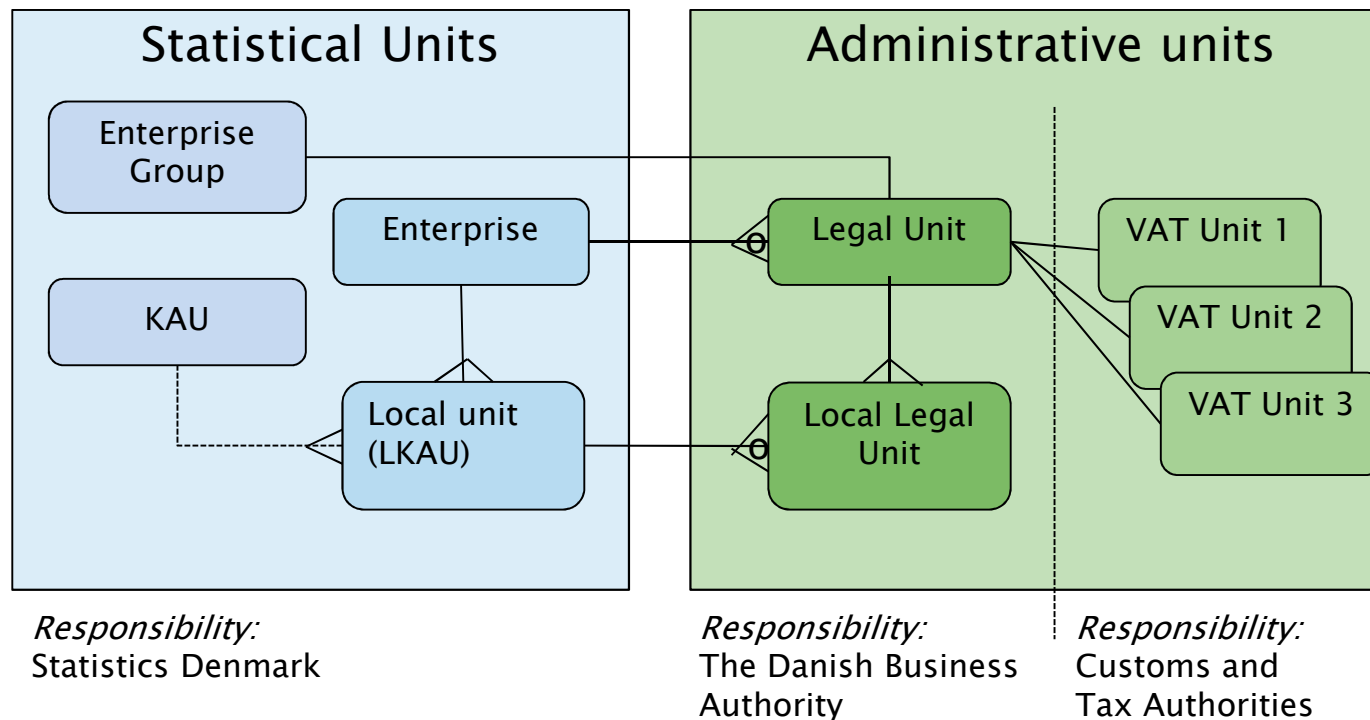 Statistical Units
Enterprise
Group
Enterprise
KAU
Local unit
(LKAU)
Administrative units
Legal Unit
Local Legal
Unit
VAT Unit 1
VAT Unit 2
VAT Unit 3
O
O
Responsibility:
Statistics Denmark
Responsibility:
The Danish Business
Authority
Responsibility:
Customs and
Tax Authorities